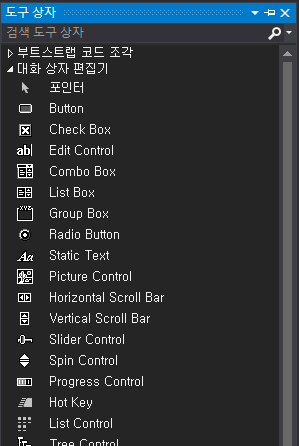 도구 상자
검색 도구 상자
부트스트랩 코드 조각
대화 상자 편집기
포인터
Button
Check Box
ab| Edit Control
Combo Box
List Box
XYZ Group Box
Radio Button
Aa Static Text
Picture Control
Horizontal Scroll Bar
Vertical Scroll Bar
Slider Control
Spin Control
Progress Control
Hot Key
List Control
Tree Control